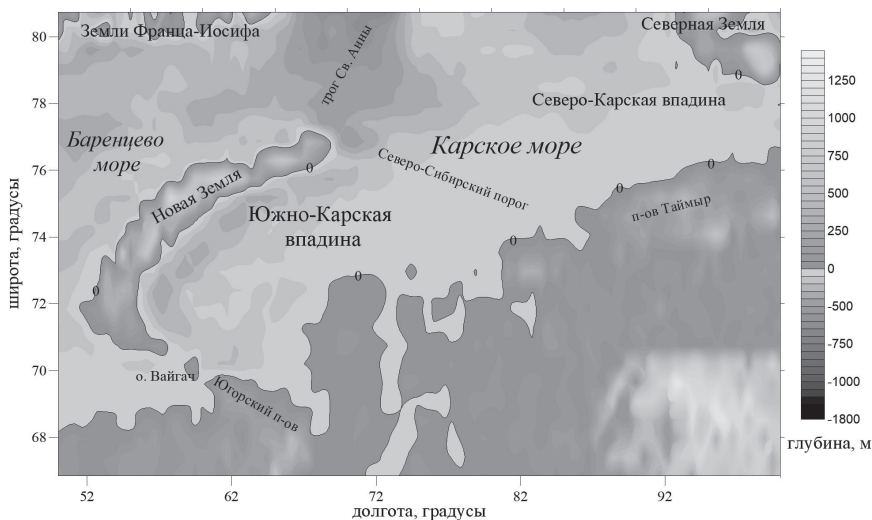 Земли Франца-Иосифа
Северная Земля
трог Св. Анны
0
Северо-Карская впадина
Баренцево
море
Карское море
Северо-Сибирский порог
0
0
0
Новая Земля
п-ов Таймыр
Южно-Карская
впадина
0
0
0
о. Вайгач
Югорский п-ов
80
78
76
74
72
70
68
широта, градусы
52
62
72
82
92
долгота, градусы
1250
1000
750
500
250
0
-500
-750
-1000
-1800
-250
глубина, м